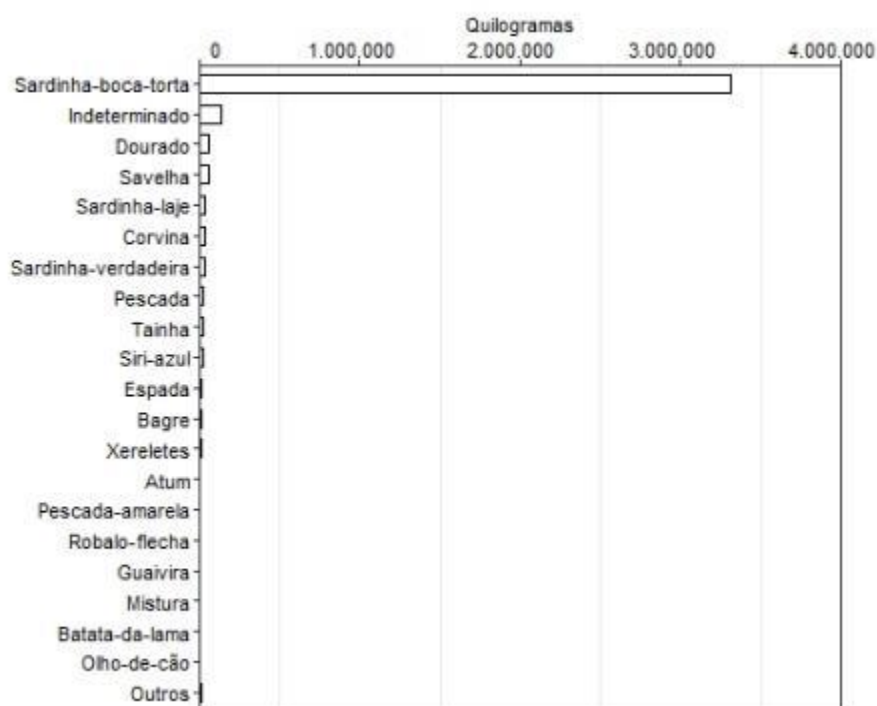 Quilogramas
0 1.000,000 2.000,000 3.000,000 4.000,000
Sardinha-boca-torta
Indeterminado
Dourado
Savelha
Sardinha-laje
Corvina
Sardinha-verdadeira
Pescada
Tainha
Siri-azul
Espada
Bagre
Xereletes
Atum
Pescada-amarela
Robalo-flecha
Guaivira
Mistura
Batata-da-lama
Olho-de-cão
Outros